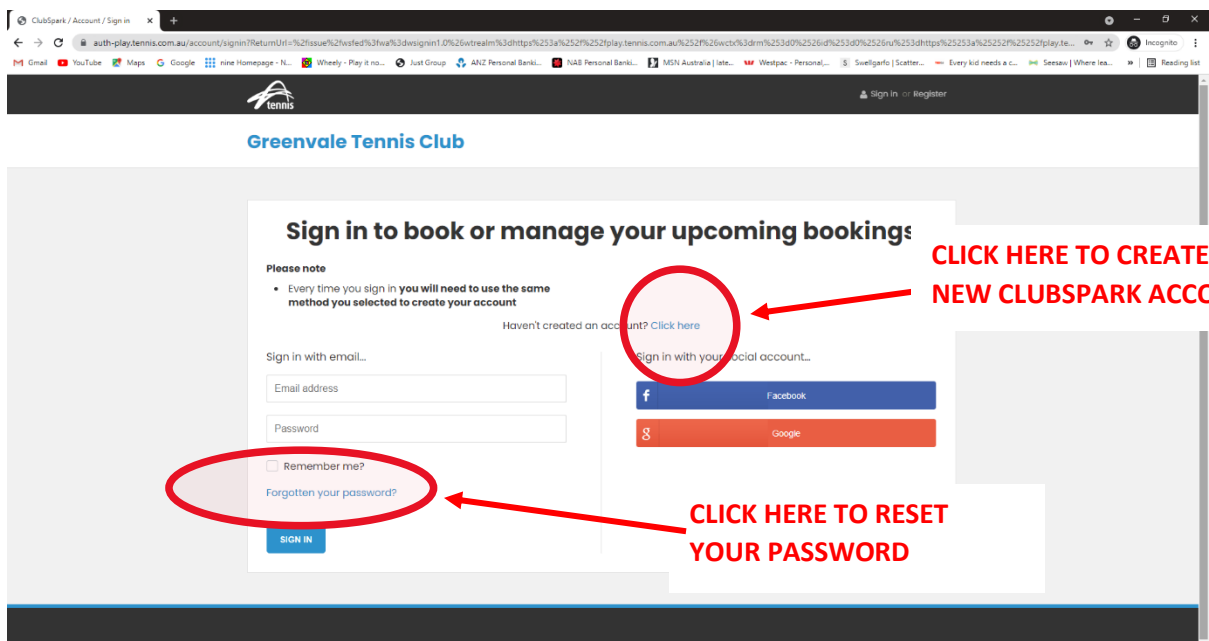 ClubSpark / Account / Sign in
auth-play.tennis.com.au/account/signin?ReturnUrl=%2fissue%2fwsfed%3fwa%3dwsignin1.0%26wtrealm%3dhttps%253a%252f%252fplay.tennis.com.au%252f%26wctx%3drm%253d0%2526id%253d0%2526ru%253dhttps%25253a%25252f%25252fplay.te...
Incognito
Gmail YouTube Maps Google nine Homepage - N... Wheely - Play it no... Just Group ANZ Personal Banki... NAB Personal Banki... MSN Australia | late... Westpac - Personal,... Swellgarfo | Scatter... Every kid needs a c... Seesaw | Where lea... » Reading list
tennis
Sign in or Register
Greenvale Tennis Club
Sign in to book or manage your upcoming bookings
CLICK HERE TO CREATE
NEW CLUBSPARK ACCO
Please note
• Every time you sign in you will need to use the same
method you selected to create your account
Haven't created an account? Click here
Sign in with email...
Sign in with your social account...
Email address
f Facebook
Password
g Google
Remember me?
Forgotten your password?
CLICK HERE TO RESET
YOUR PASSWORD
SIGN IN